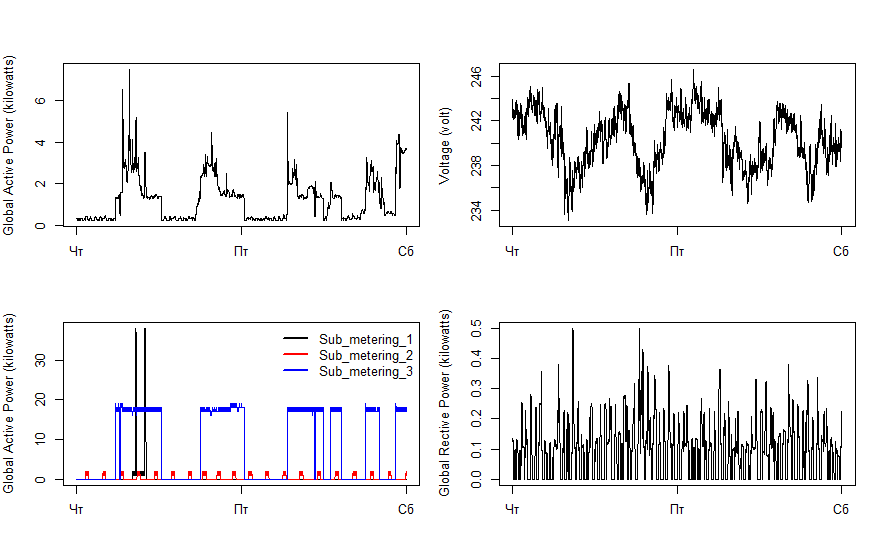 Global Active Power (kilowatts)
0 2 4 6
Чт Пт Сб
Voltage (volt)
234 238 242 246
Чт Пт Сб
Global Active Power (kilowatts)
0 10 20 30
Sub_metering_1
Sub_metering_2
Sub_metering_3
Чт Пт Сб
Global Rective Power (kilowatts)
0.0 0.1 0.2 0.3 0.4 0.5
Чт Пт Сб